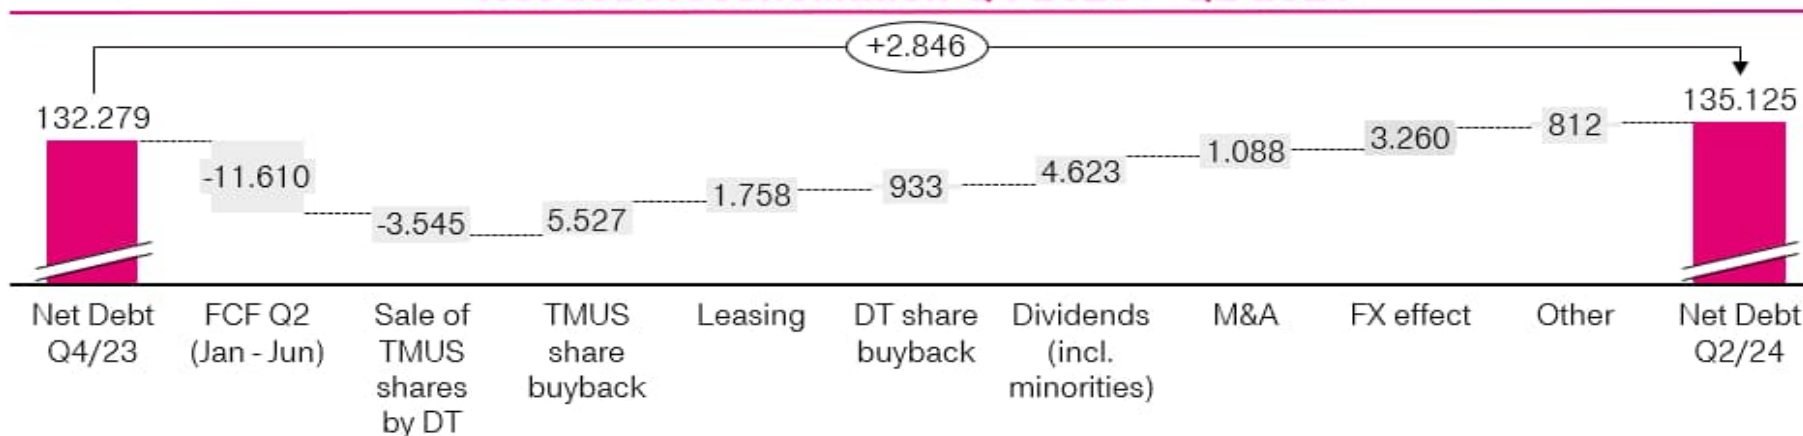 +2.846
132.279
-11.610
-3.545
5.527
1.758
933
4.623
1.088
3.260
812
135.125
Net Debt
Q4/23
FCF Q2
(Jan - Jun)
Sale of
TMUS
shares
by DT
TMUS
share
buyback
Leasing
DT share
buyback
Dividends
(incl.
minorities)
M&A
FX effect
Other
Net Debt
Q2/24